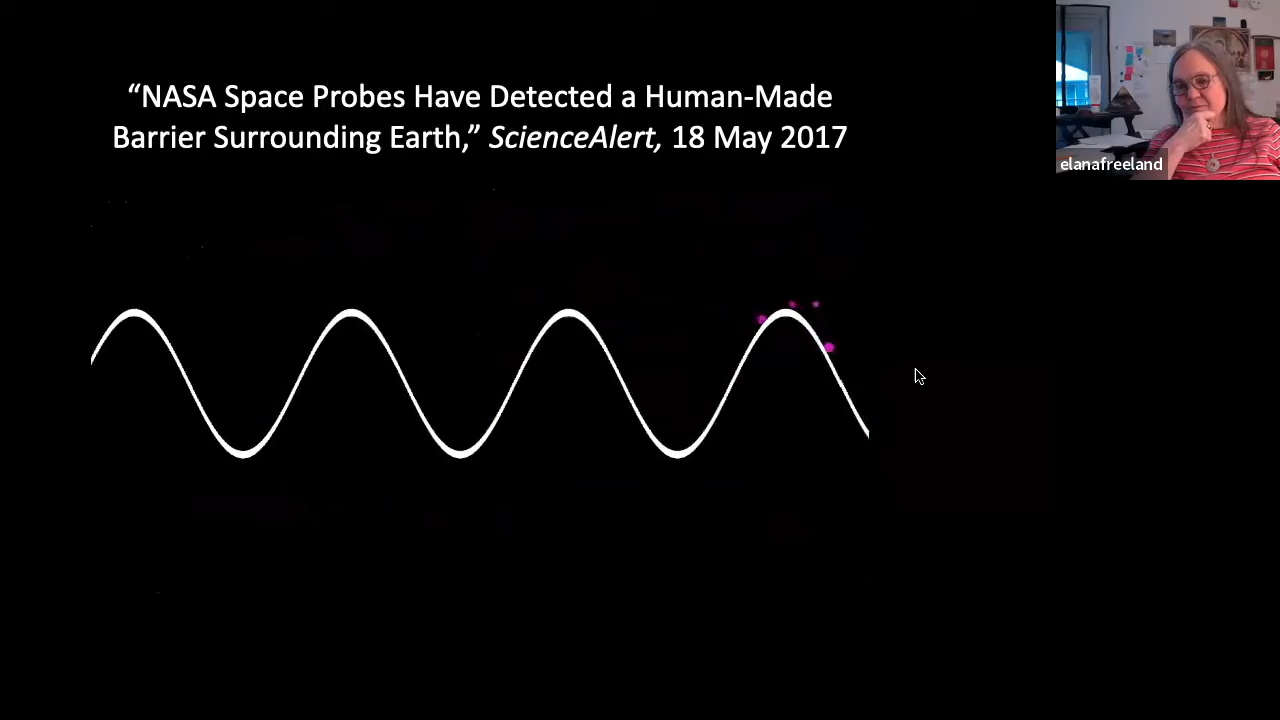 “NASA Space Probes Have Detected a Human-Made
Barrier Surrounding Earth,” ScienceAlert, 18 May 2017
elanafreeland